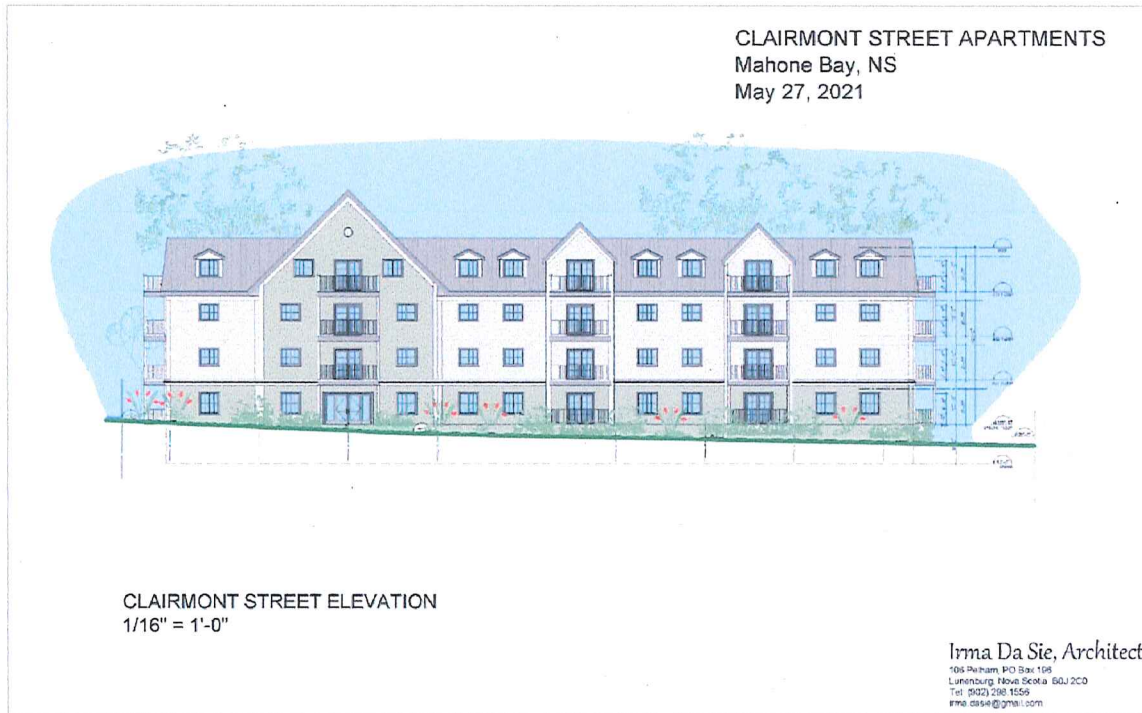 CLAIRMONT STREET APARTMENTS
Mahone Bay, NS
May 27, 2021
CLAIRMONT STREET ELEVATION
1/16" = 1'-0"
Irma Da Sie, Architect
106 Pelham, PO Box 196
Lunenburg, Nova Scotia B0J 2C0
Tel: (902) 298 1556
irma.dasie@gmail.com